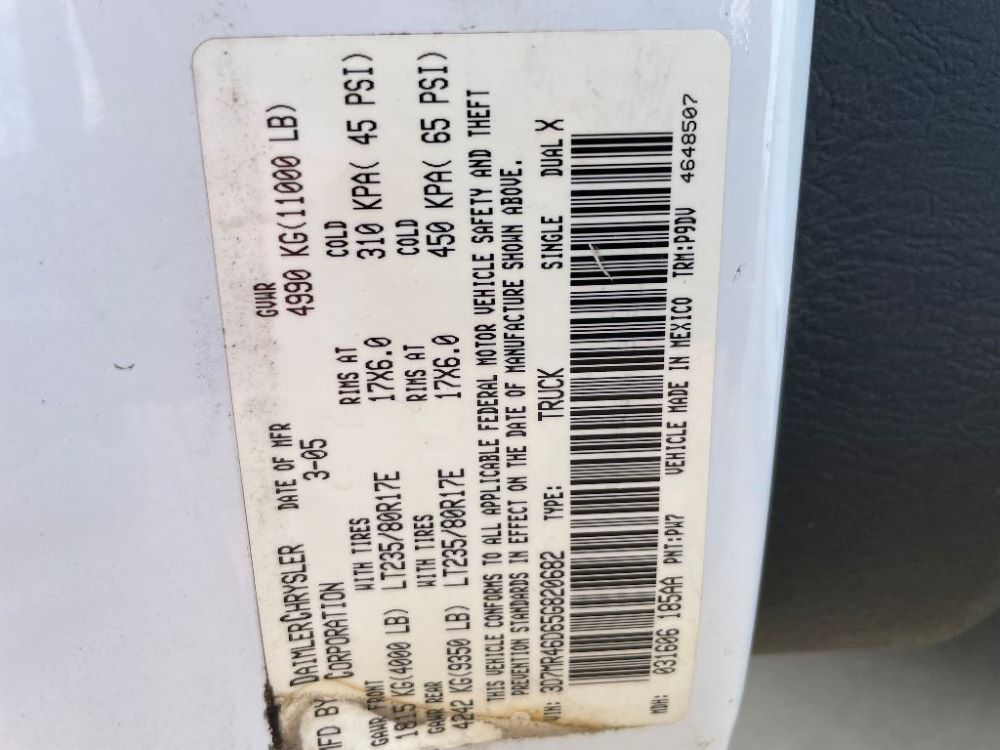 MFD BY DAIMLERCHRYSLER CORPORATION
DATE OF MFR 3-05
GVWR 4990 KG(11000 LB)
GAWR FRONT WITH TIRES RIMS AT COLD
1815 KG(4000 LB) LT235/80R17E 17X6.0 310 KPA( 45 PSI)
GAWR REAR WITH TIRES RIMS AT COLD
4242 KG(9350 LB) LT235/80R17E 17X6.0 450 KPA( 65 PSI)
THIS VEHICLE CONFORMS TO ALL APPLICABLE FEDERAL MOTOR VEHICLE SAFETY AND THEFT
PREVENTION STANDARDS IN EFFECT ON THE DATE OF MANUFACTURE SHOWN ABOVE.
VIN: 3D7MR46D65G820682 TYPE: TRUCK SINGLE DUAL X
MDH: 031606 185AA PNT:PW7 VEHICLE MADE IN MEXICO TRM:P9DV 4648507